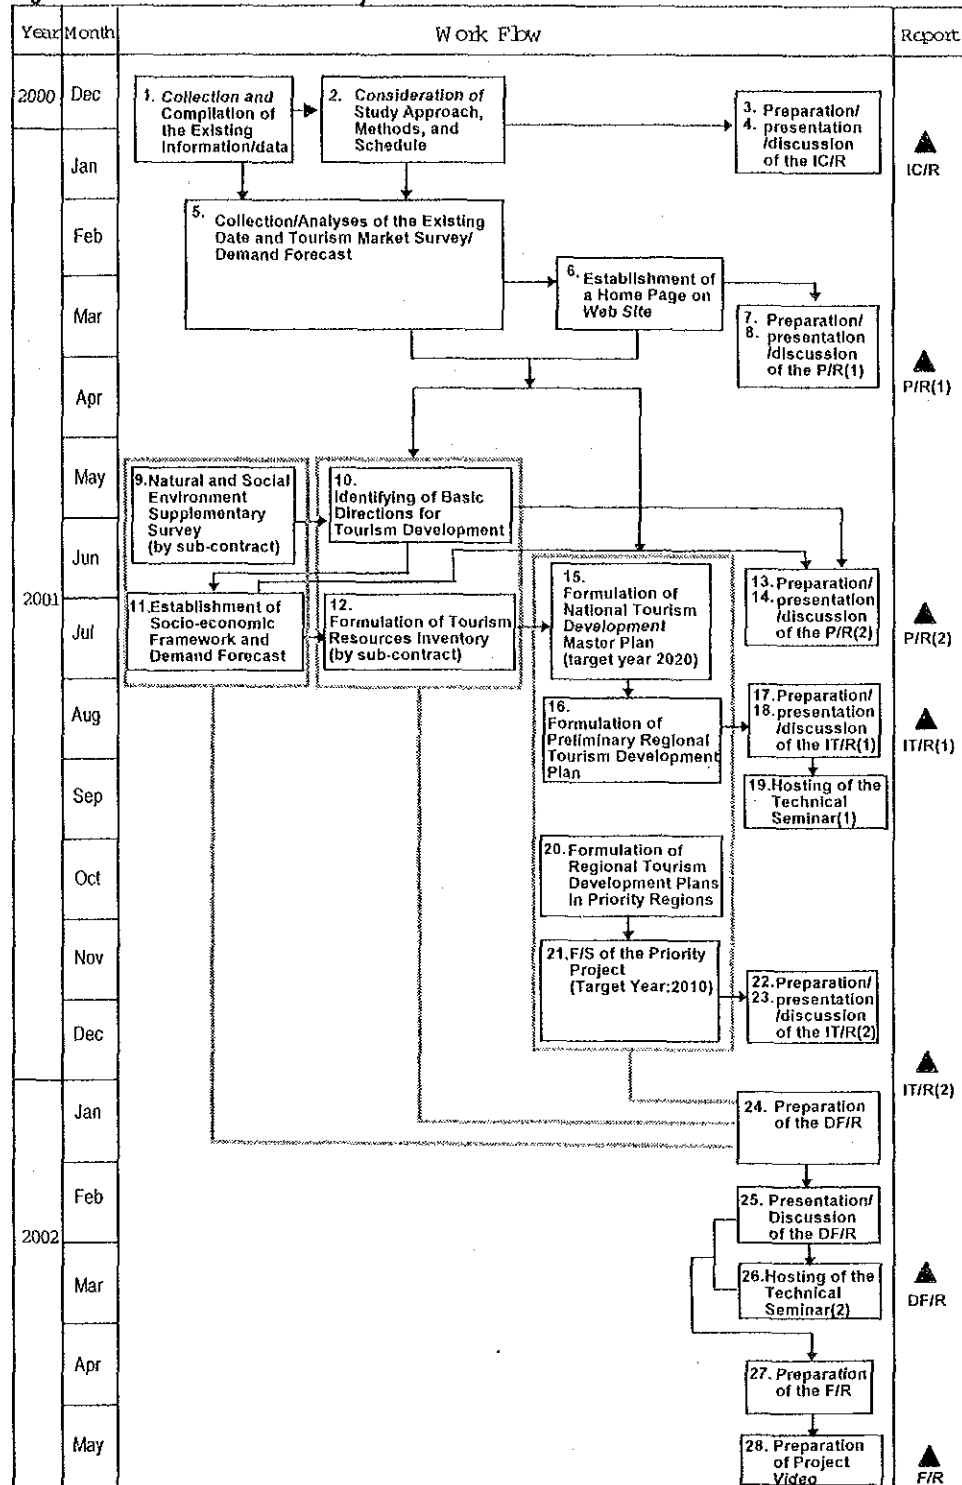 Year Month Work Flow Report
2000
Dec
Jan
Feb
Mar
Apr
May
Jun
2001
Jul
Aug
Sep
Oct
Nov
Dec
Jan
Feb
2002
Mar
Apr
May
1. Collection and
Compilation of
the Existing
Information/data
2. Consideration of
Study Approach,
Methods, and
Schedule
3. Preparation/
4. presentation
/discussion
of the IC/R
IC/R
5. Collection/Analyses of the Existing
Date and Tourism Market Survey/
Demand Forecast
6. Establishment of
a Home Page on
Web Site
7. Preparation/
8. presentation
/discussion
of the P/R(1)
P/R(1)
9. Natural and Social
Environment
Supplementary
Survey
(by sub-contract)
10.
Identifying of Basic
Directions for
Tourism Development
11. Establishment of
Socio-economic
Framework and
Demand Forecast
12.
Formulation of Tourism
Resources Inventory
(by sub-contract)
13. Preparation/
14. presentation
/discussion
of the P/R(2)
P/R(2)
15.
Formulation of
National Tourism
Development
Master Plan
(target year 2020)
16.
Formulation of
Preliminary Regional
Tourism Development
Plan
17. Preparation/
18. presentation
/discussion
of the IT/R(1)
IT/R(1)
19. Hosting of the
Technical
Seminar(1)
20. Formulation of
Regional Tourism
Development Plans
In Priority Regions
21. F/S of the Priority
Project
(Target Year:2010)
22. Preparation/
23. presentation
/discussion
of the IT/R(2)
IT/R(2)
24. Preparation
of the DF/R
25. Presentation/
Discussion
of the DF/R
26. Hosting of the
Technical
Seminar(2)
DF/R
27. Preparation
of the F/R
28. Preparation
of Project
Video
F/R